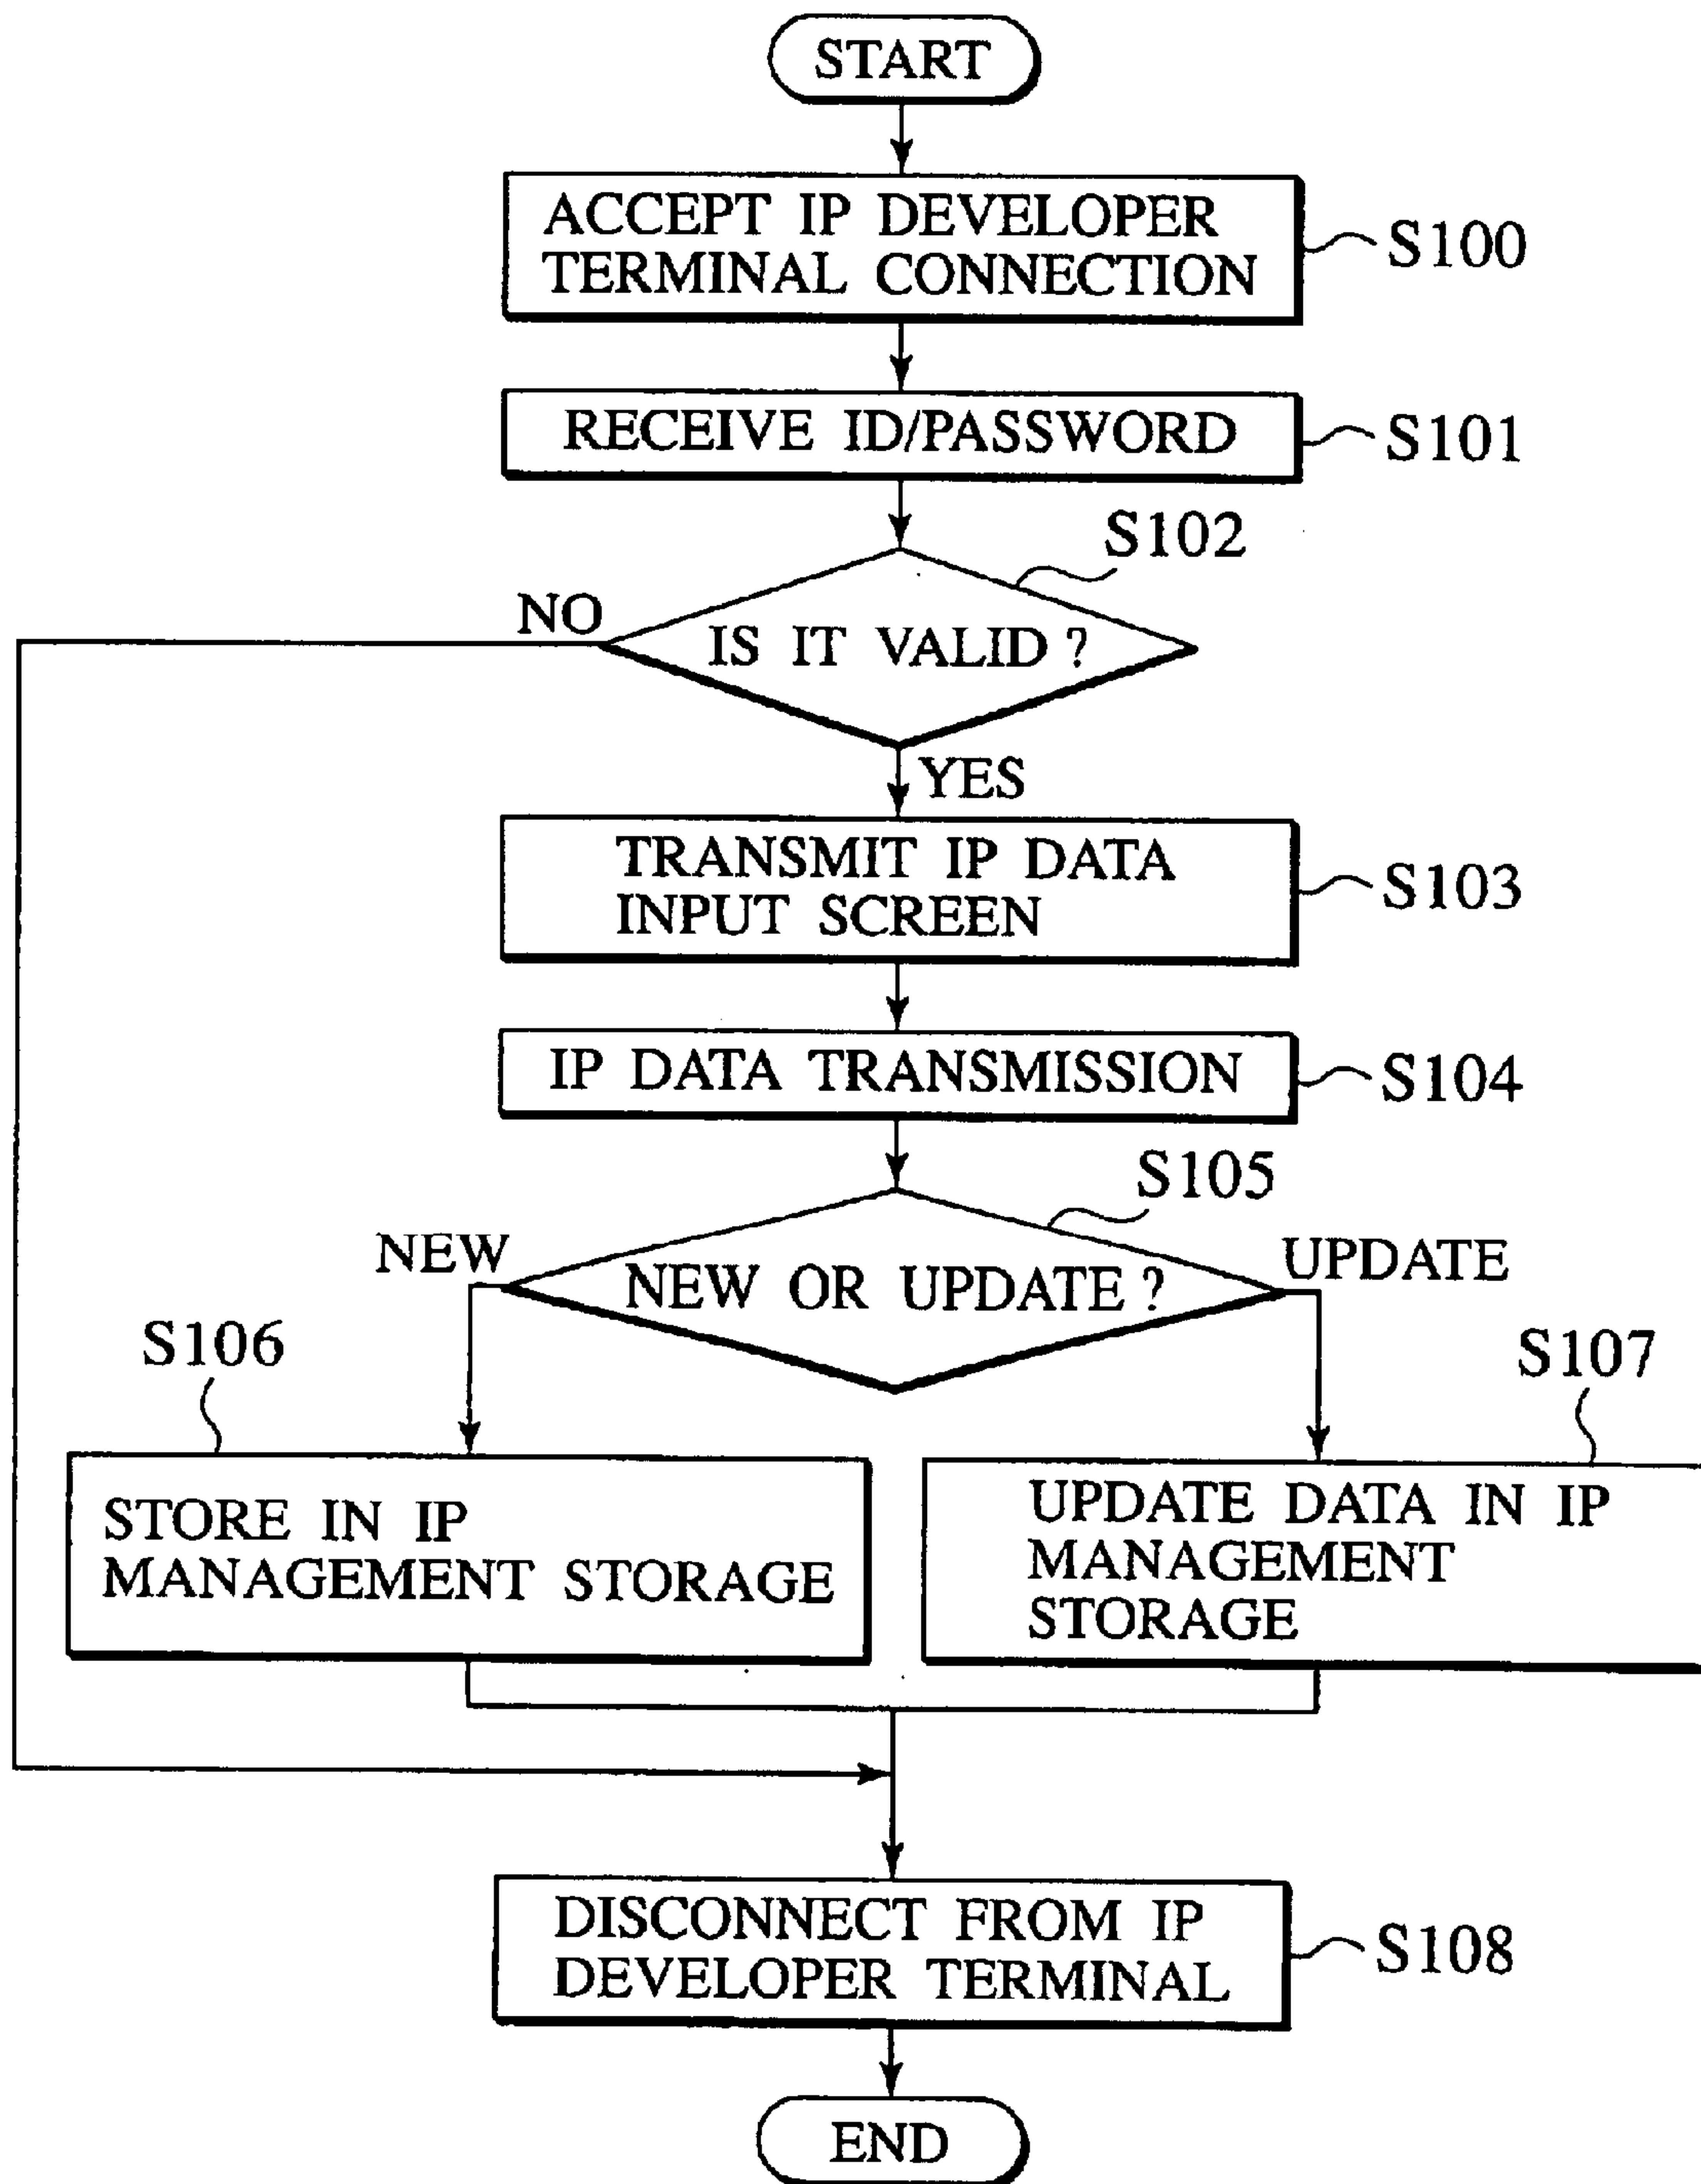 START
ACCEPT IP DEVELOPER
TERMINAL CONNECTION
S100
RECEIVE ID/PASSWORD
S101
S102
NO
IS IT VALID ?
YES
TRANSMIT IP DATA
INPUT SCREEN
S103
IP DATA TRANSMISSION
S104
S105
NEW
NEW OR UPDATE ?
UPDATE
S106
S107
STORE IN IP
MANAGEMENT STORAGE
UPDATE DATA IN IP
MANAGEMENT
STORAGE
DISCONNECT FROM IP
DEVELOPER TERMINAL
S108
END